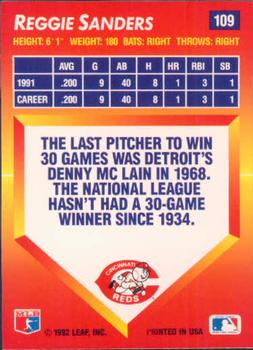 REGGIE SANDERS 109
HEIGHT: 6' 1" WEIGHT: 180 BATS: RIGHT THROWS: RIGHT
AVG G AB H HR RBI SB
1991 .200 9 40 8 1 3 1
CAREER .200 9 40 8 1 3 1
THE LAST PITCHER TO WIN
30 GAMES WAS DETROIT'S
DENNY MC LAIN IN 1968.
THE NATIONAL LEAGUE
HASN'T HAD A 30-GAME
WINNER SINCE 1934.
CINCINNATI
REDS
MLB
© 1992 LEAF, INC. PRINTED IN USA